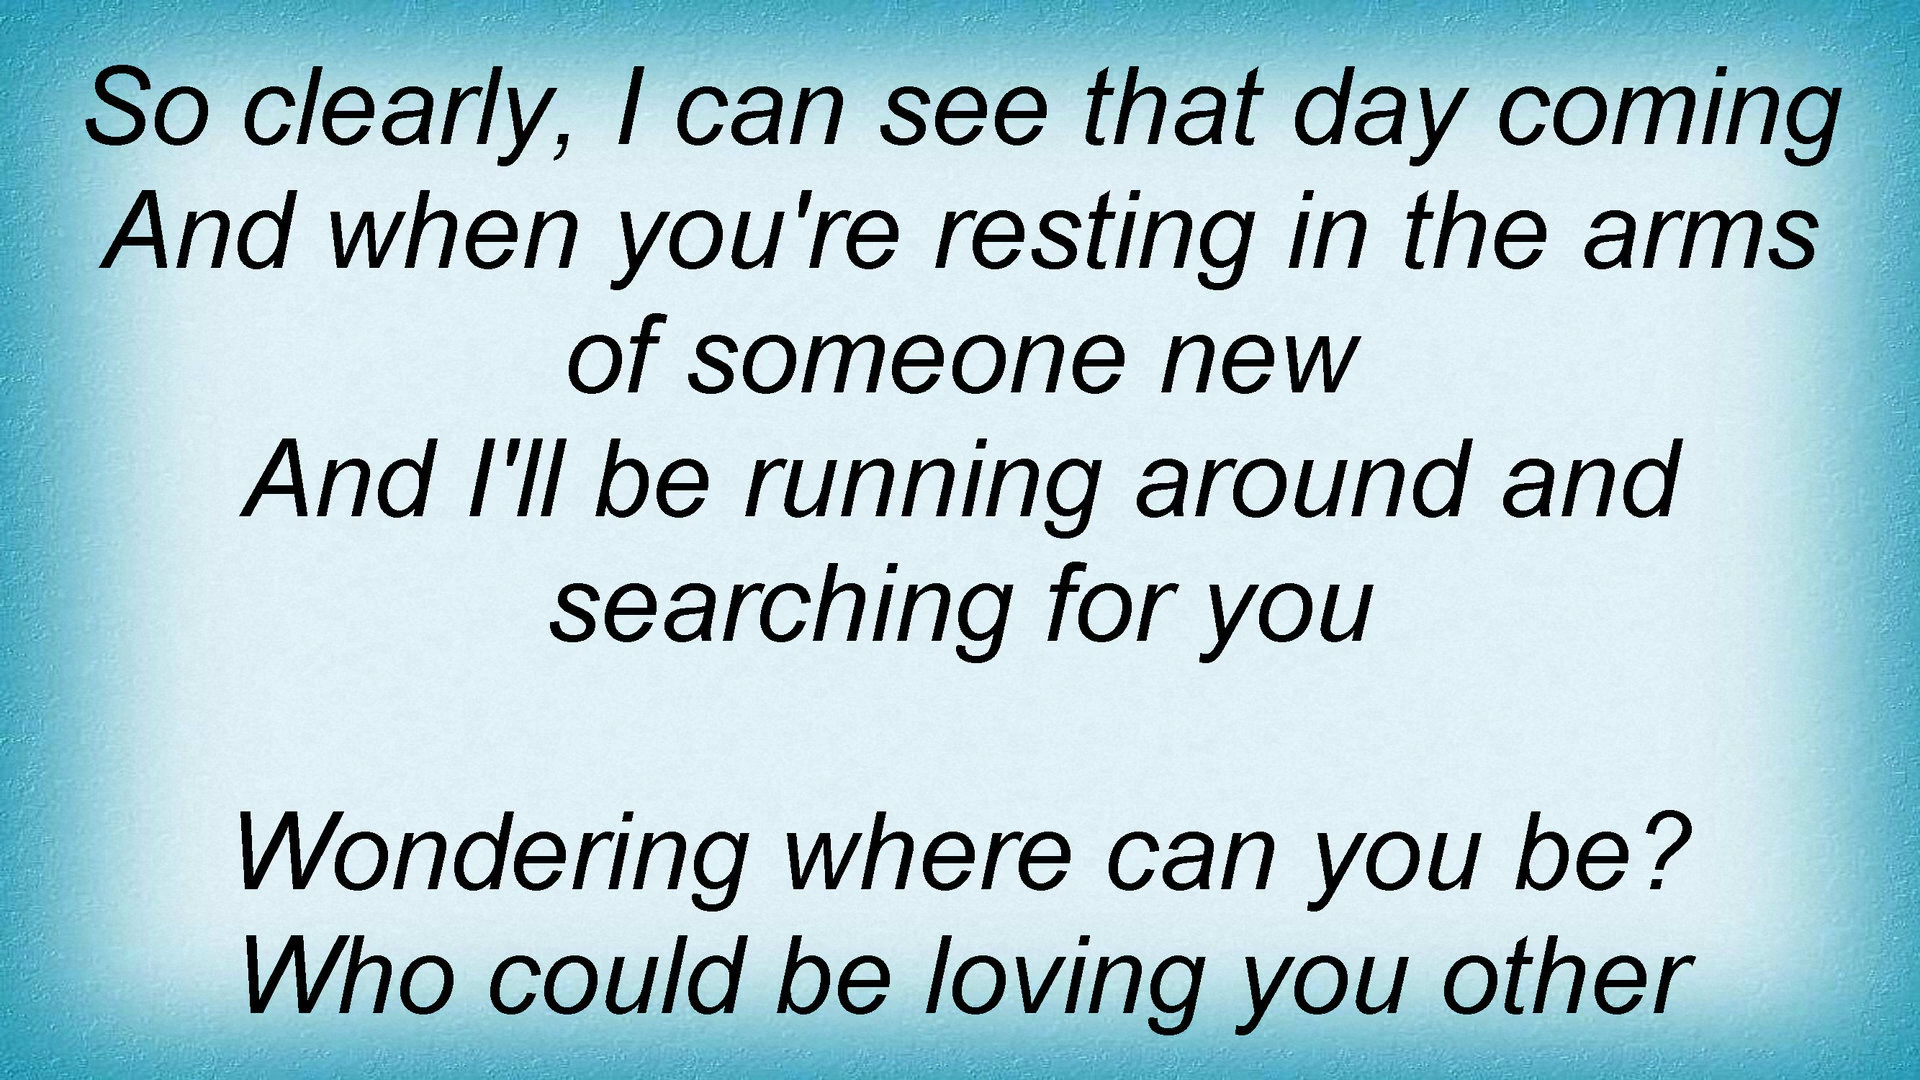 So clearly, I can see that day coming
And when you're resting in the arms
of someone new
And I'll be running around and
searching for you
Wondering where can you be?
Who could be loving you other